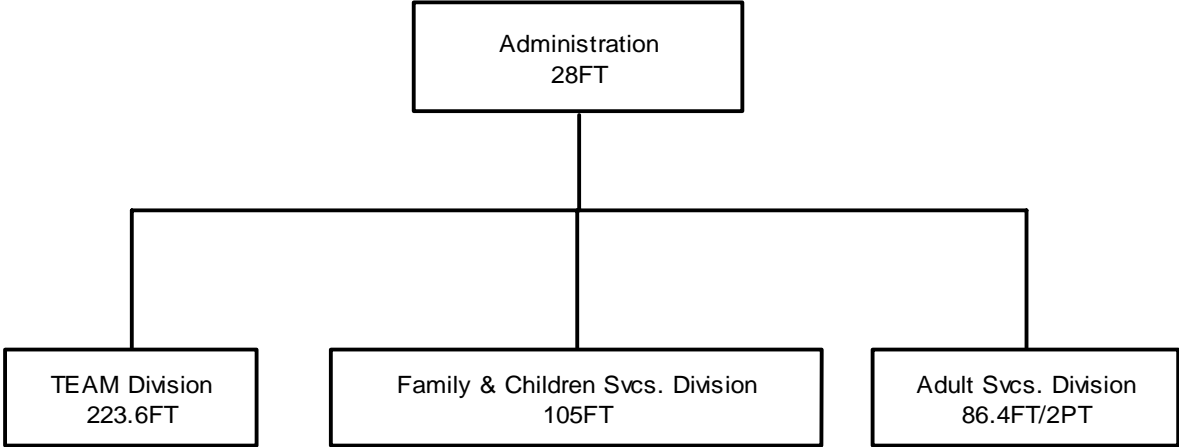 Administration
28FT
TEAM Division
223.6FT
Family & Children Svcs. Division
105FT
Adult Svcs. Division
86.4FT/2PT